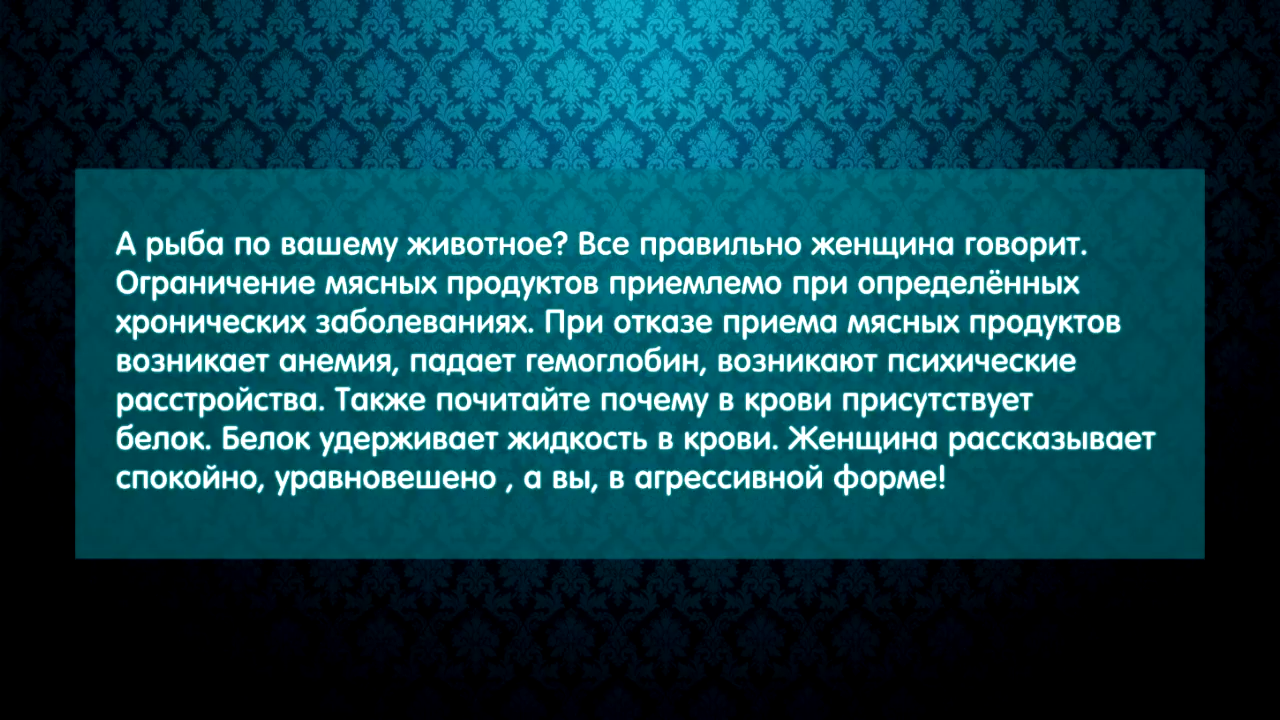 А рыба по вашему животное? Все правильно женщина говорит.
Ограничение мясных продуктов приемлемо при определённых
хронических заболеваниях. При отказе приема мясных продуктов
возникает анемия, падает гемоглобин, возникают психические
расстройства. Также почитайте почему в крови присутствует
белок. Белок удерживает жидкость в крови. Женщина рассказывает
спокойно, уравновешено , а вы, в агрессивной форме!